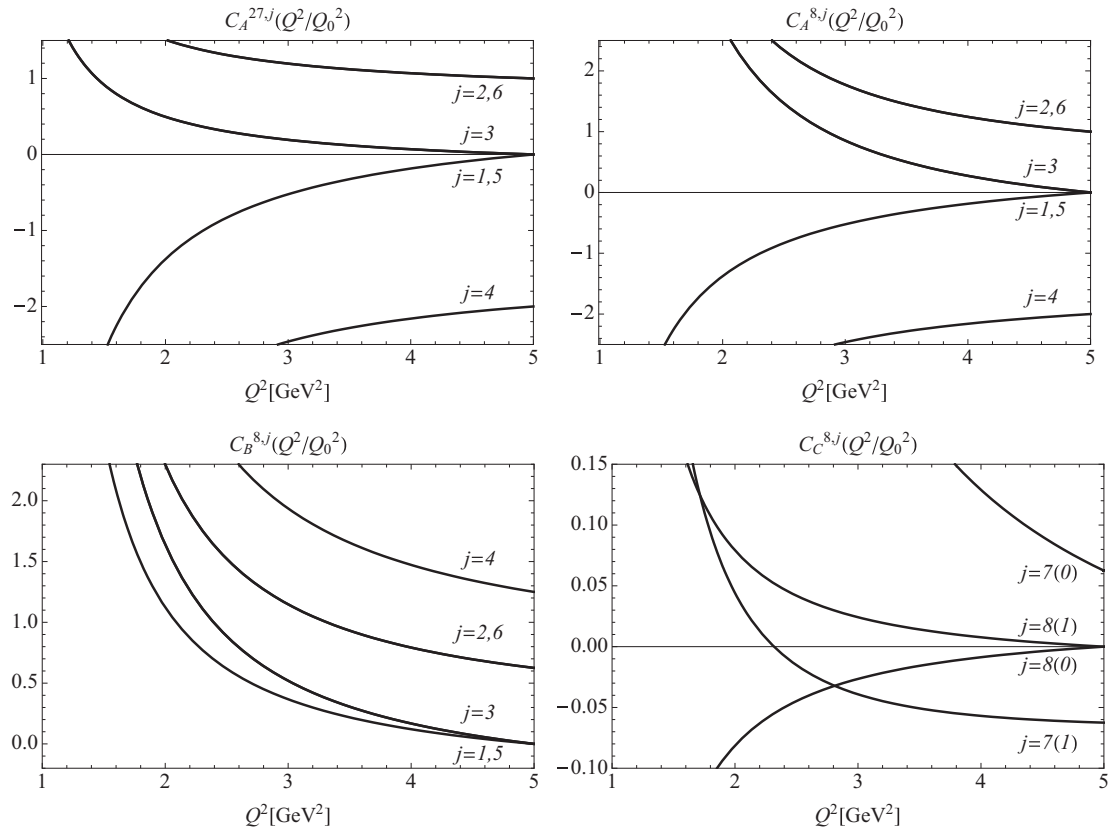 C_A^{27,j}(Q^2/Q_0^2)
1
0
−1
−2
j=2,6
j=3
j=1,5
j=4
1 2 3 4 5
Q^2[GeV^2]
C_A^{8,j}(Q^2/Q_0^2)
2
1
0
−1
−2
j=2,6
j=3
j=1,5
j=4
1 2 3 4 5
Q^2[GeV^2]
C_B^{8,j}(Q^2/Q_0^2)
2.0
1.5
1.0
0.5
0.0
j=4
j=2,6
j=3
j=1,5
1 2 3 4 5
Q^2[GeV^2]
C_C^{8,j}(Q^2/Q_0^2)
0.15
0.10
0.05
0.00
−0.05
−0.10
j=7(0)
j=8(1)
j=8(0)
j=7(1)
1 2 3 4 5
Q^2[GeV^2]